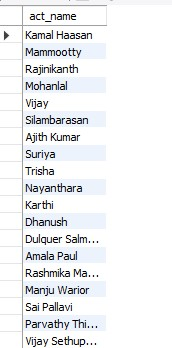 act_name
Kamal Haasan
Mammootty
Rajinikanth
Mohanlal
Vijay
Silambarasan
Ajith Kumar
Suriya
Trisha
Nayanthara
Karthi
Dhanush
Dulquer Salm...
Amala Paul
Rashmika Ma...
Manju Warior
Sai Pallavi
Parvathy Thi...
Vijay Sethup...